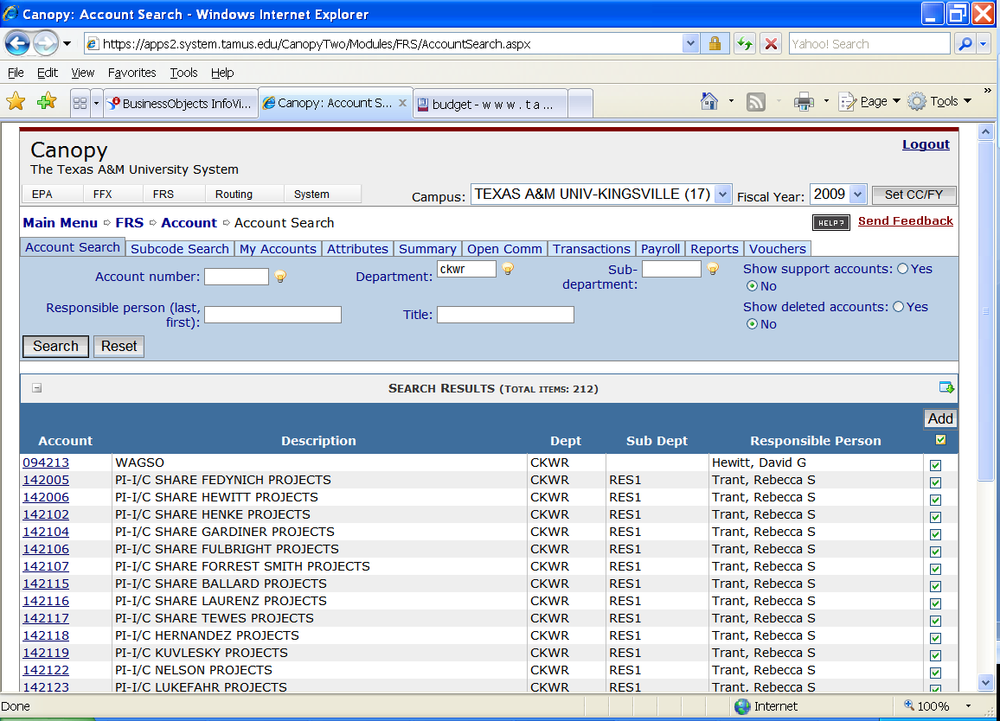 Canopy: Account Search - Windows Internet Explorer
https://apps2.system.tamus.edu/CanopyTwo/Modules/FRS/AccountSearch.aspx Yahoo! Search
File Edit View Favorites Tools Help
BusinessObjects InfoVi... Canopy: Account S... budget - w w w . t a ... Page Tools »
Canopy Logout
The Texas A&M University System
EPA FFX FRS Routing System Campus: TEXAS A&M UNIV-KINGSVILLE (17) Fiscal Year: 2009 Set CC/FY
Main Menu ⇨ FRS ⇨ Account ⇨ Account Search HELP? Send Feedback
Account Search Subcode Search My Accounts Attributes Summary Open Comm Transactions Payroll Reports Vouchers
Account number: Department: ckwr Sub-department: Show support accounts: Yes No
Responsible person (last, first): Title: Show deleted accounts: Yes No
Search Reset
SEARCH RESULTS (TOTAL ITEMS: 212)
Add
Account Description Dept Sub Dept Responsible Person
094213 WAGSO CKWR Hewitt, David G
142005 PI-I/C SHARE FEDYNICH PROJECTS CKWR RES1 Trant, Rebecca S
142006 PI-I/C SHARE HEWITT PROJECTS CKWR RES1 Trant, Rebecca S
142102 PI-I/C SHARE HENKE PROJECTS CKWR RES1 Trant, Rebecca S
142104 PI-I/C SHARE GARDINER PROJECTS CKWR RES1 Trant, Rebecca S
142106 PI-I/C SHARE FULBRIGHT PROJECTS CKWR RES1 Trant, Rebecca S
142107 PI-I/C SHARE FORREST SMITH PROJECTS CKWR RES1 Trant, Rebecca S
142115 PI-I/C SHARE BALLARD PROJECTS CKWR RES1 Trant, Rebecca S
142116 PI-I/C SHARE LAURENZ PROJECTS CKWR RES1 Trant, Rebecca S
142117 PI-I/C SHARE TEWES PROJECTS CKWR RES1 Trant, Rebecca S
142118 PI-I/C HERNANDEZ PROJECTS CKWR RES1 Trant, Rebecca S
142119 PI-I/C KUVLESKY PROJECTS CKWR RES1 Trant, Rebecca S
142122 PI-I/C NELSON PROJECTS CKWR RES1 Trant, Rebecca S
142123 PI-I/C LUKEFAHR PROJECTS CKWR RES1 Trant, Rebecca S
Done Internet 100%